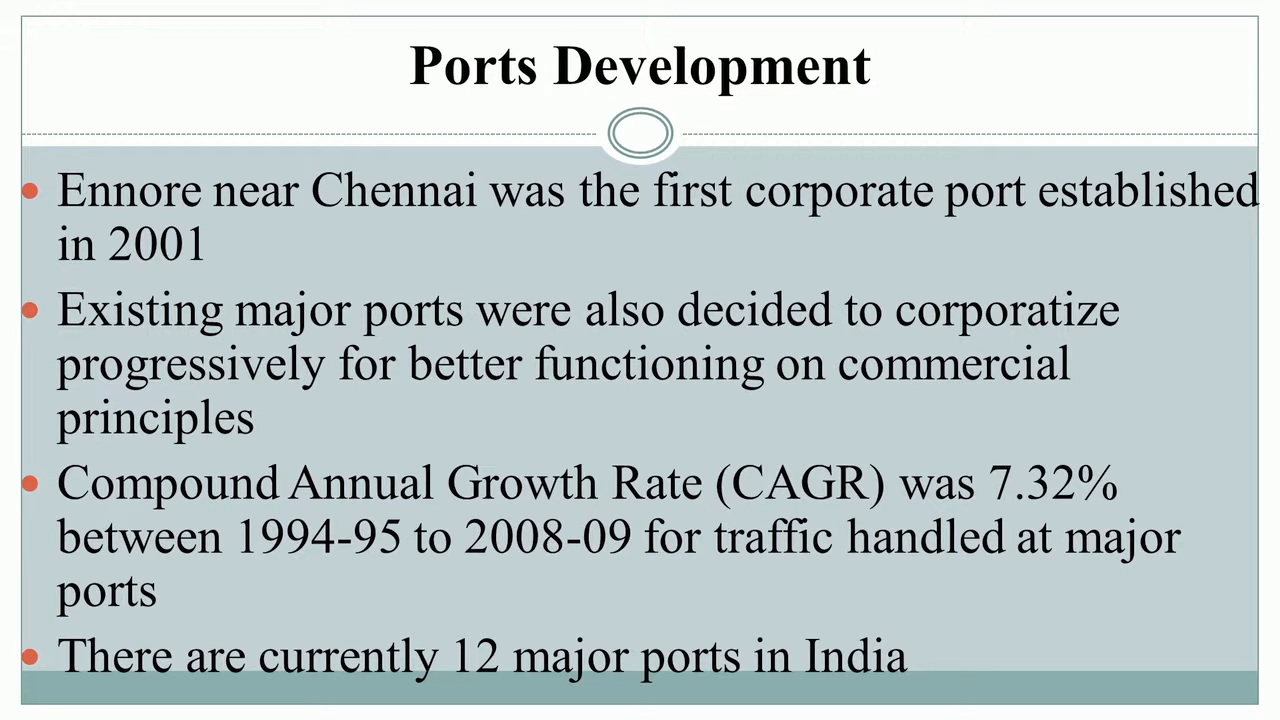 Ports Development
• Ennore near Chennai was the first corporate port established
in 2001
• Existing major ports were also decided to corporatize
progressively for better functioning on commercial
principles
• Compound Annual Growth Rate (CAGR) was 7.32%
between 1994-95 to 2008-09 for traffic handled at major
ports
• There are currently 12 major ports in India